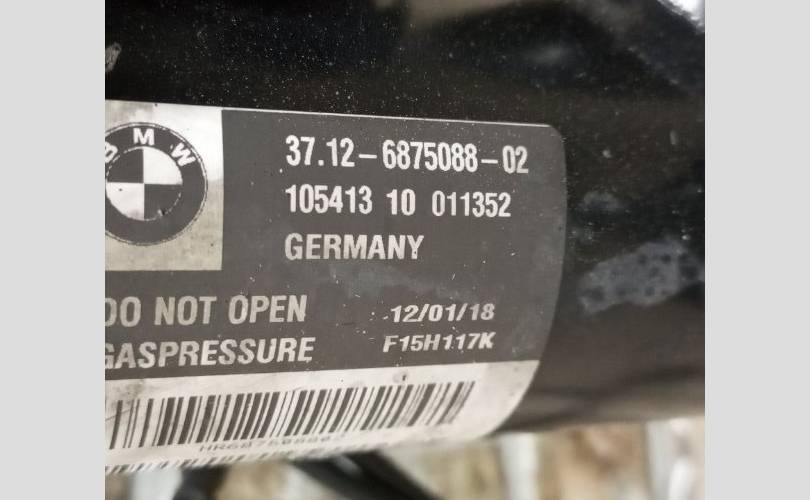 BMW
37.12-6875088-02
105413 10 011352
GERMANY
DO NOT OPEN
12/01/18
GASPRESSURE
F15H117K